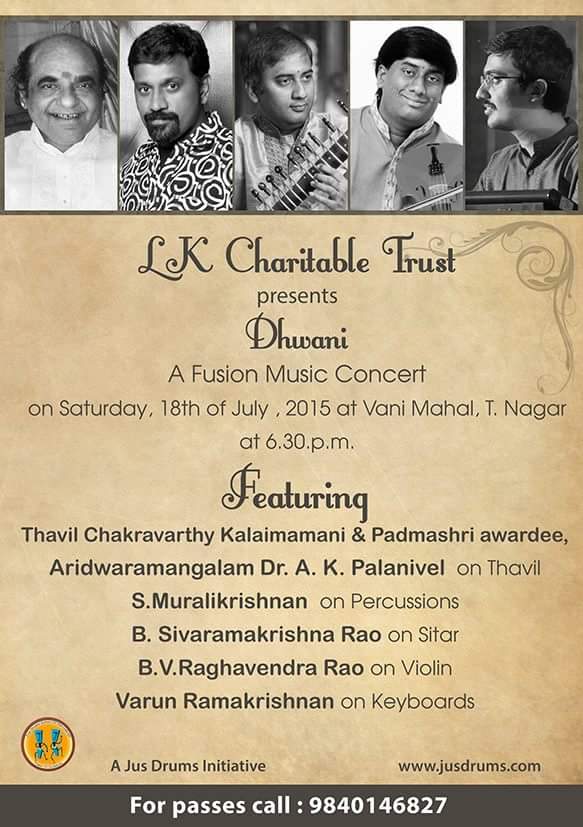 LK Charitable Trust
presents
Dhwani
A Fusion Music Concert
on Saturday, 18th of July , 2015 at Vani Mahal, T. Nagar
at 6.30.p.m.
Featuring
Thavil Chakravarthy Kalaimamani & Padmashri awardee,
Aridwaramangalam Dr. A. K. Palanivel on Thavil
S.Muralikrishnan on Percussions
B. Sivaramakrishna Rao on Sitar
B.V.Raghavendra Rao on Violin
Varun Ramakrishnan on Keyboards
A Jus Drums Initiative
www.jusdrums.com
For passes call : 9840146827